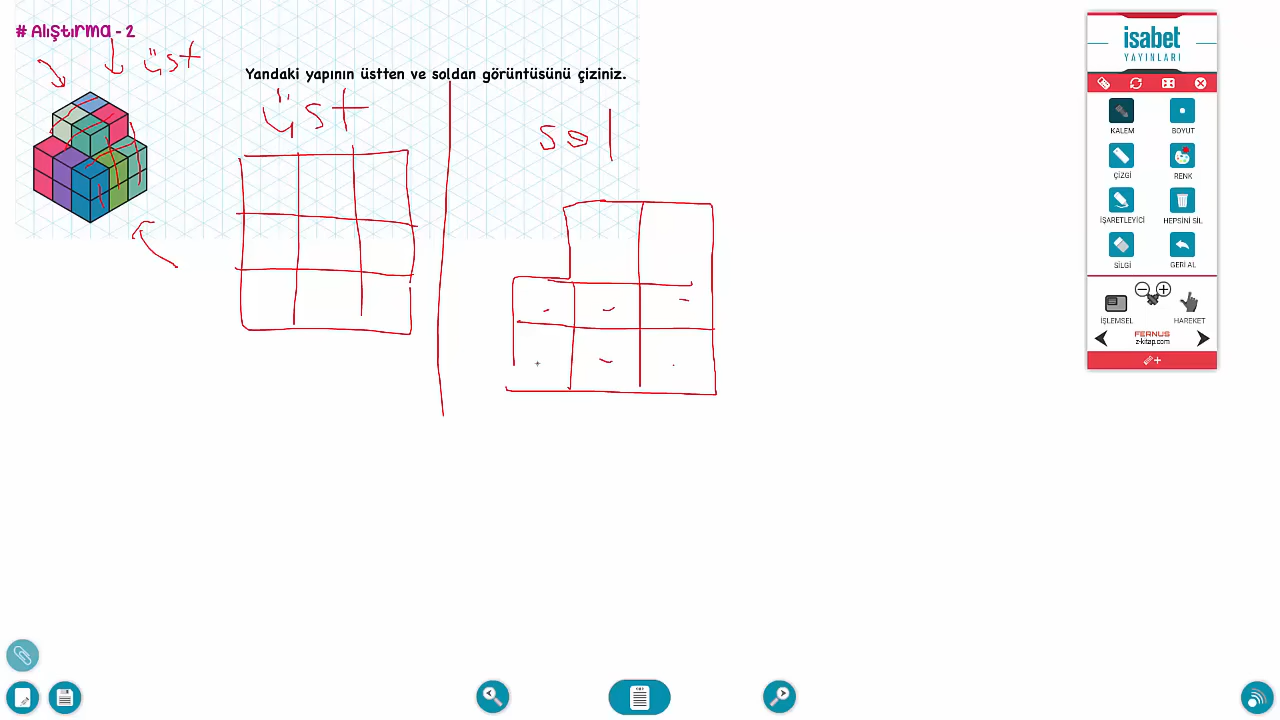 # Alıştırma - 2
üst
Yandaki yapının üstten ve soldan görüntüsünü çiziniz.
üst
sol
isabet
YAYINLARI
KALEM
BOYUT
ÇİZGİ
RENK
İŞARETLEYİCİ
HEPSİNİ SİL
SİLGİ
GERİ AL
İŞLEMSEL
HAREKET
FERNUS
z-kitap.com